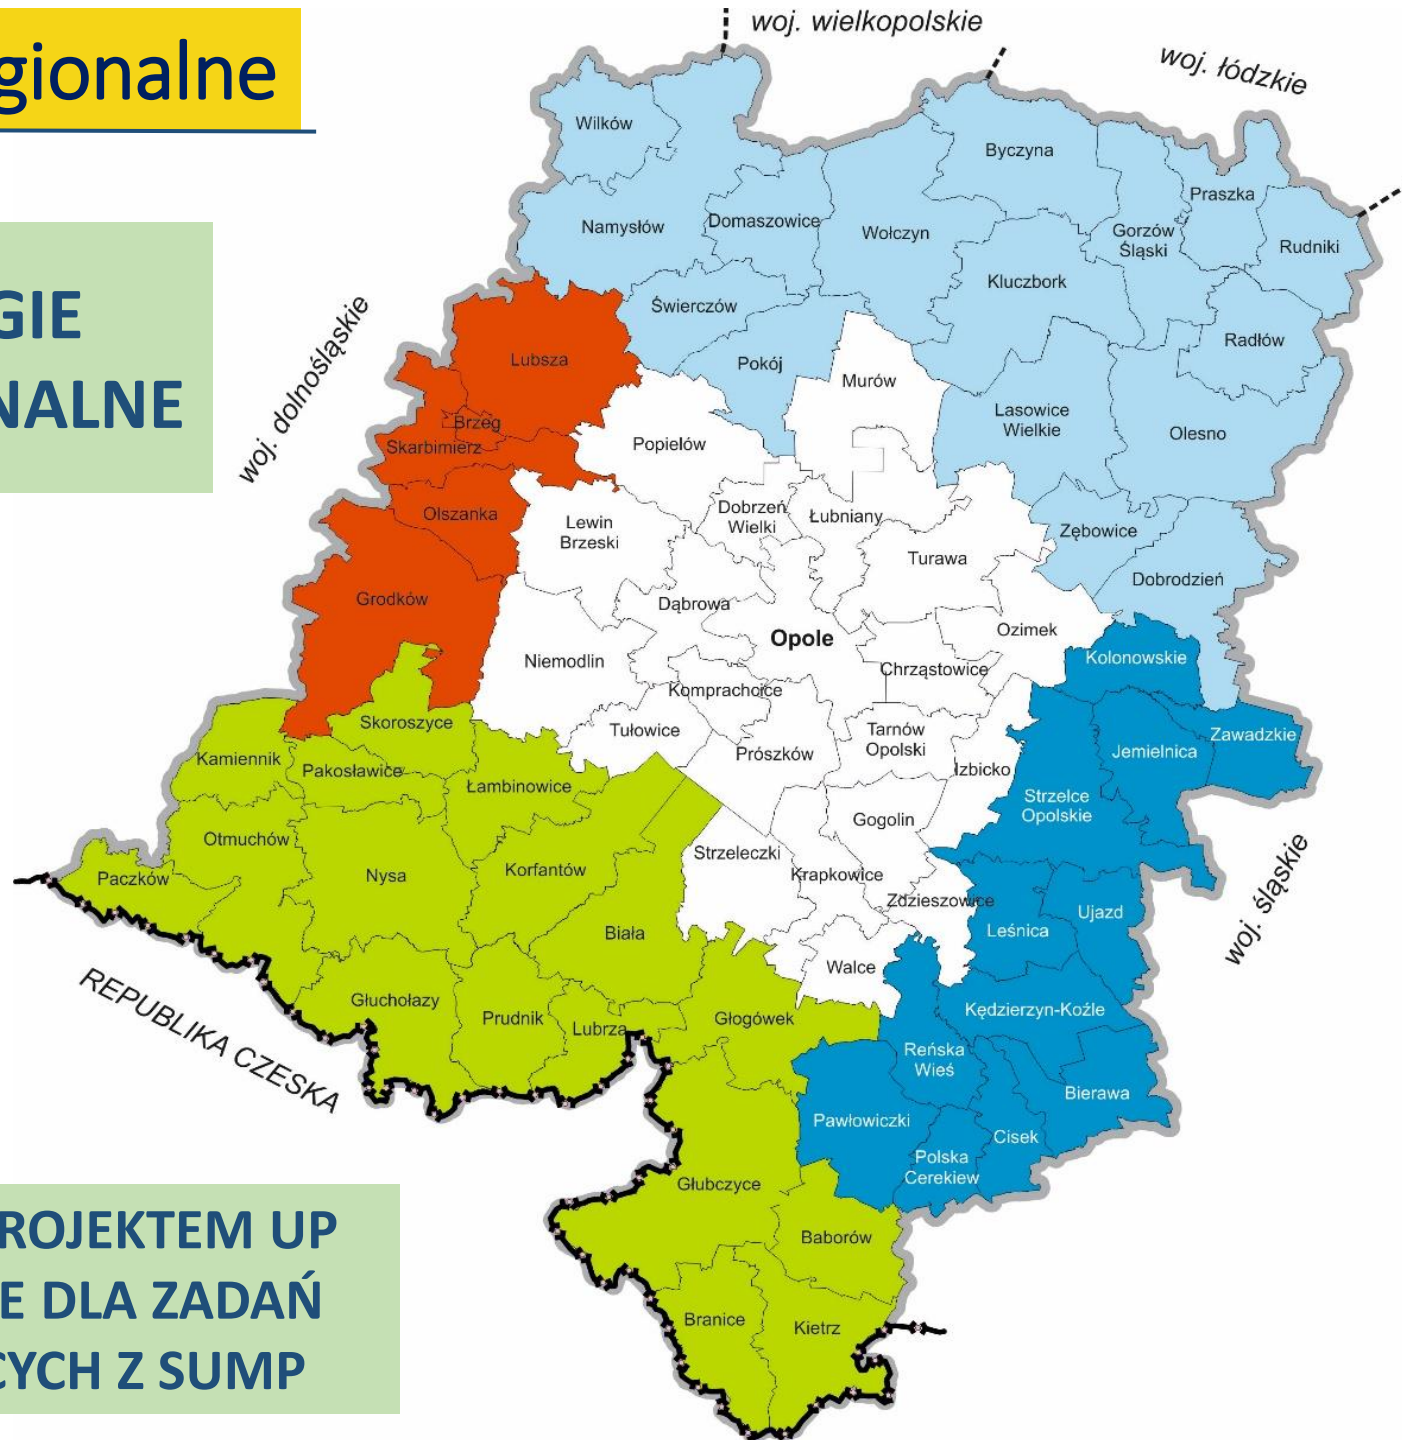 gionalne
GIE
NALNE
ROJEKTEM UP
E DLA ZADAŃ
CYCH Z SUMP
woj. wielkopolskie
woj. łódzkie
woj. dolnośląskie
woj. śląskie
REPUBLIKA CZESKA
Wilków
Byczyna
Praszka
Namysłów
Domaszowice
Wołczyn
Gorzów
Śląski
Rudniki
Kluczbork
Świerczów
Radłów
Lubsza
Pokój
Murów
Lasowice
Wielkie
Olesno
Brzeg
Skarbimierz
Popielów
Olszanka
Lewin
Brzeski
Dobrzeń
Wielki
Łubniany
Zębowice
Turawa
Dobrodzień
Grodków
Dąbrowa
Opole
Ozimek
Niemodlin
Chrząstowice
Kolonowskie
Komprachcice
Skoroszyce
Tułowice
Prószków
Tarnów
Opolski
Zawadzkie
Jemielnica
Kamiennik
Pakosławice
Łambinowice
Izbicko
Strzelce
Opolskie
Gogolin
Otmuchów
Strzeleczki
Paczków
Nysa
Korfantów
Krapkowice
Zdzieszowice
Ujazd
Leśnica
Biała
Walce
Głuchołazy
Prudnik
Lubrza
Głogówek
Kędzierzyn-Koźle
Reńska
Wieś
Bierawa
Pawłowiczki
Cisek
Polska
Cerekiew
Głubczyce
Baborów
Branice
Kietrz